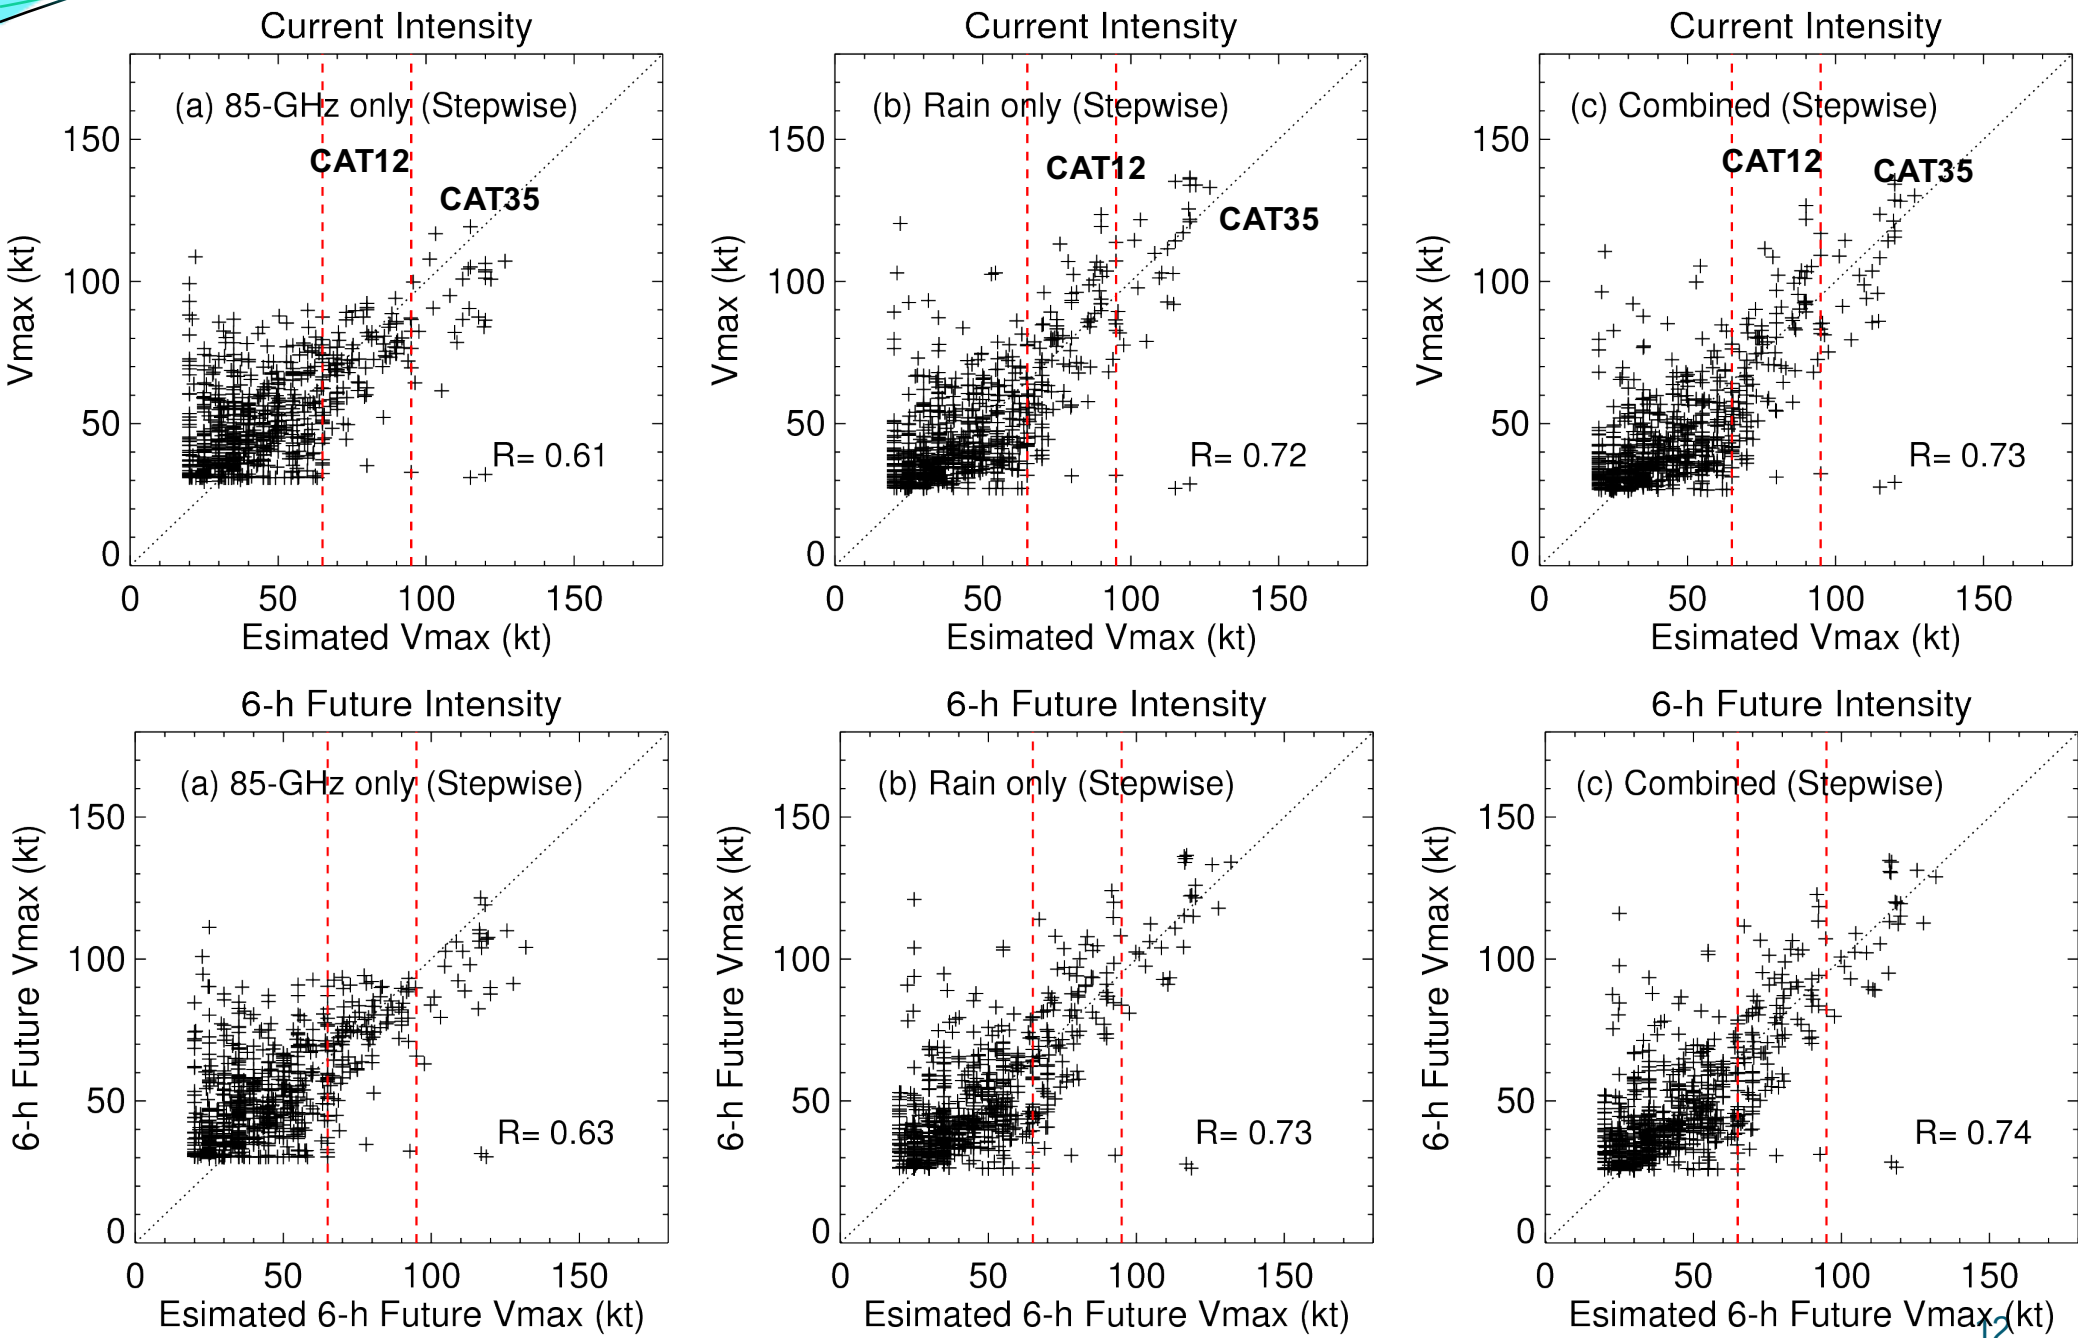 Current Intensity
(a) 85-GHz only (Stepwise)
CAT12
CAT35
R= 0.61
150
100
50
0
Vmax (kt)
0 50 100 150
Esimated Vmax (kt)
Current Intensity
(b) Rain only (Stepwise)
CAT12
CAT35
R= 0.72
150
100
50
0
Vmax (kt)
0 50 100 150
Esimated Vmax (kt)
Current Intensity
(c) Combined (Stepwise)
CAT12
CAT35
R= 0.73
150
100
50
0
Vmax (kt)
0 50 100 150
Esimated Vmax (kt)
6-h Future Intensity
(a) 85-GHz only (Stepwise)
R= 0.63
150
100
50
0
6-h Future Vmax (kt)
0 50 100 150
Esimated 6-h Future Vmax (kt)
6-h Future Intensity
(b) Rain only (Stepwise)
R= 0.73
150
100
50
0
6-h Future Vmax (kt)
0 50 100 150
Esimated 6-h Future Vmax (kt)
6-h Future Intensity
(c) Combined (Stepwise)
R= 0.74
150
100
50
0
6-h Future Vmax (kt)
0 50 100 150
Esimated 6-h Future Vmax (kt)
12